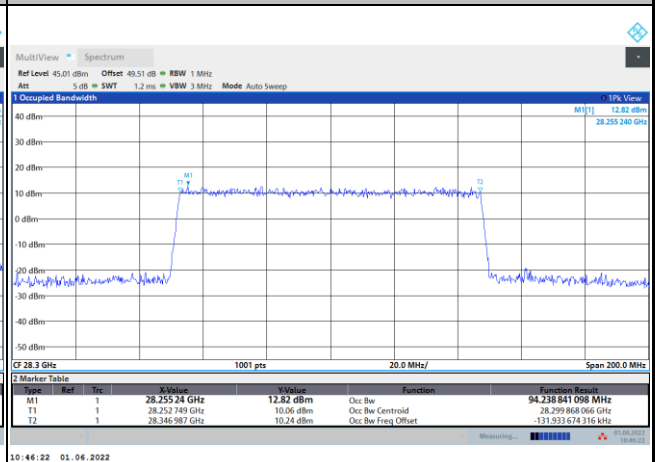 MultiView Spectrum
Ref Level 45.01 dBm Offset 49.51 dB RBW 1 MHz
Att 5 dB SWT 1.2 ms VBW 3 MHz Mode Auto Sweep
1 Occupied Bandwidth 1Pk View
M1[1] 12.82 dBm
28.255 240 GHz
40 dBm
30 dBm
20 dBm
M1
T1 T2
10 dBm
0 dBm
-10 dBm
-20 dBm
-30 dBm
-40 dBm
-50 dBm
CF 28.3 GHz 1001 pts 20.0 MHz/ Span 200.0 MHz
2 Marker Table
Type Ref Trc X-Value Y-Value Function Function Result
M1 1 28.255 24 GHz 12.82 dBm Occ Bw 94.238 841 098 MHz
T1 1 28.252 749 GHz 10.06 dBm Occ Bw Centroid 28.299 868 066 GHz
T2 1 28.346 987 GHz 10.24 dBm Occ Bw Freq Offset -131.933 674 316 kHz
Measuring... 01.06.2022
10:46:22
10:46:22 01.06.2022